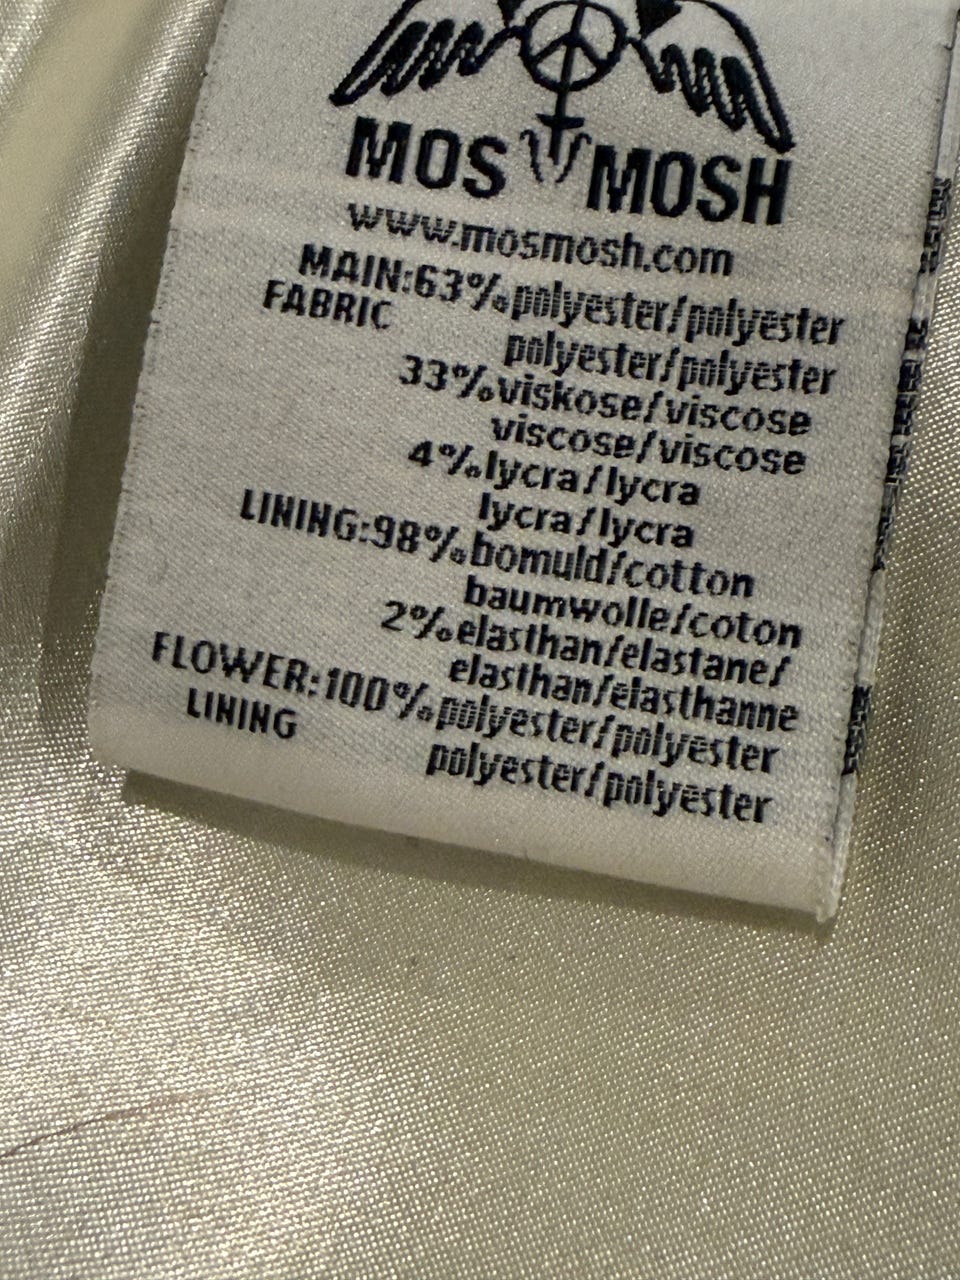 MOS MOSH
www.mosmosh.com
MAIN:63%polyester/polyester
FABRIC
polyester/polyester
33%viskose/viscose
viscose/viscose
4%lycra/lycra
lycra/lycra
LINING:98%bomuld/cotton
baumwolle/coton
2%elasthan/elastane/
elasthan/elasthanne
FLOWER:100%polyester/polyester
LINING
polyester/polyester